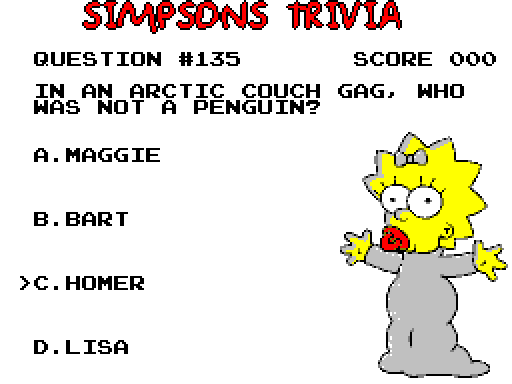 SIMPSONS TRIVIA
QUESTION #135 SCORE 000
IN AN ARCTIC COUCH GAG, WHO
WAS NOT A PENGUIN?
A.MAGGIE
B.BART
>C.HOMER
D.LISA